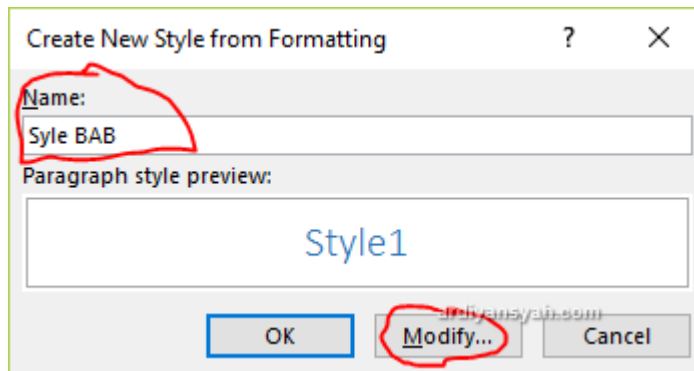 Create New Style from Formatting ? X
Name:
Syle BAB
Paragraph style preview:
Style1
ardiyansyah.com
OK Modify... Cancel